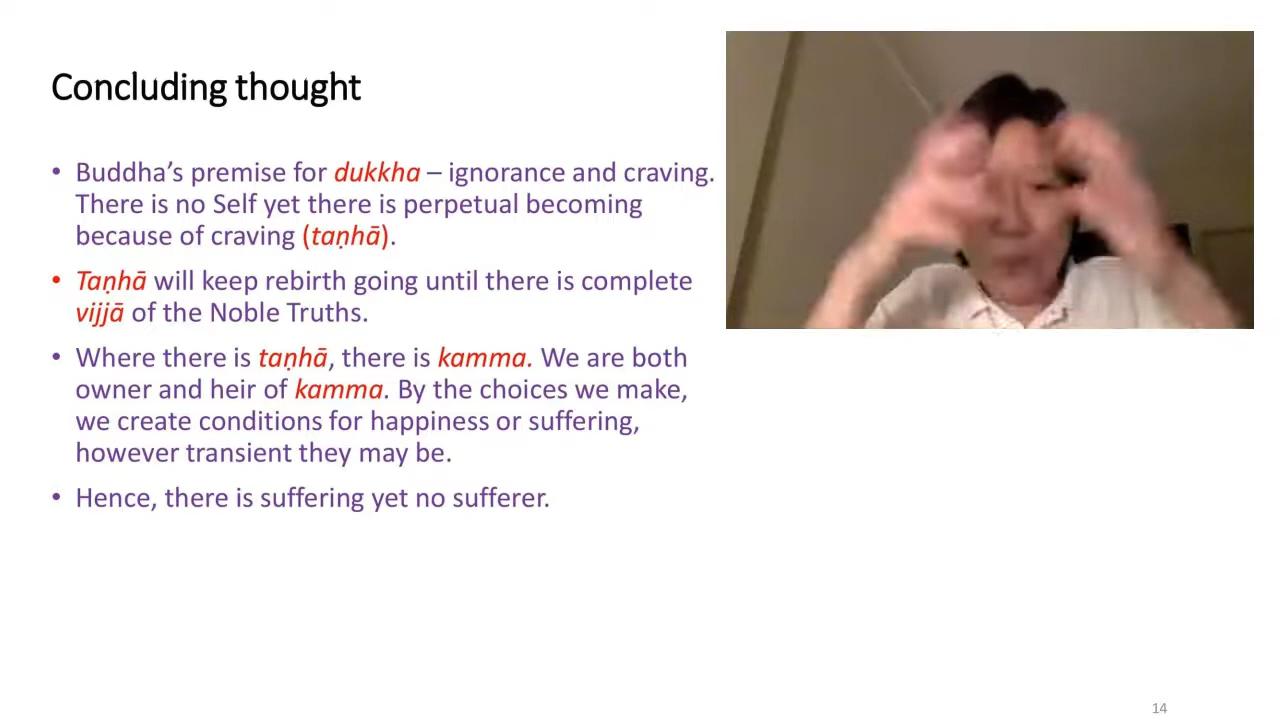 Concluding thought
• Buddha’s premise for dukkha – ignorance and craving.
There is no Self yet there is perpetual becoming
because of craving (taṇhā).
• Taṇhā will keep rebirth going until there is complete
vijjā of the Noble Truths.
• Where there is taṇhā, there is kamma. We are both
owner and heir of kamma. By the choices we make,
we create conditions for happiness or suffering,
however transient they may be.
• Hence, there is suffering yet no sufferer.
14